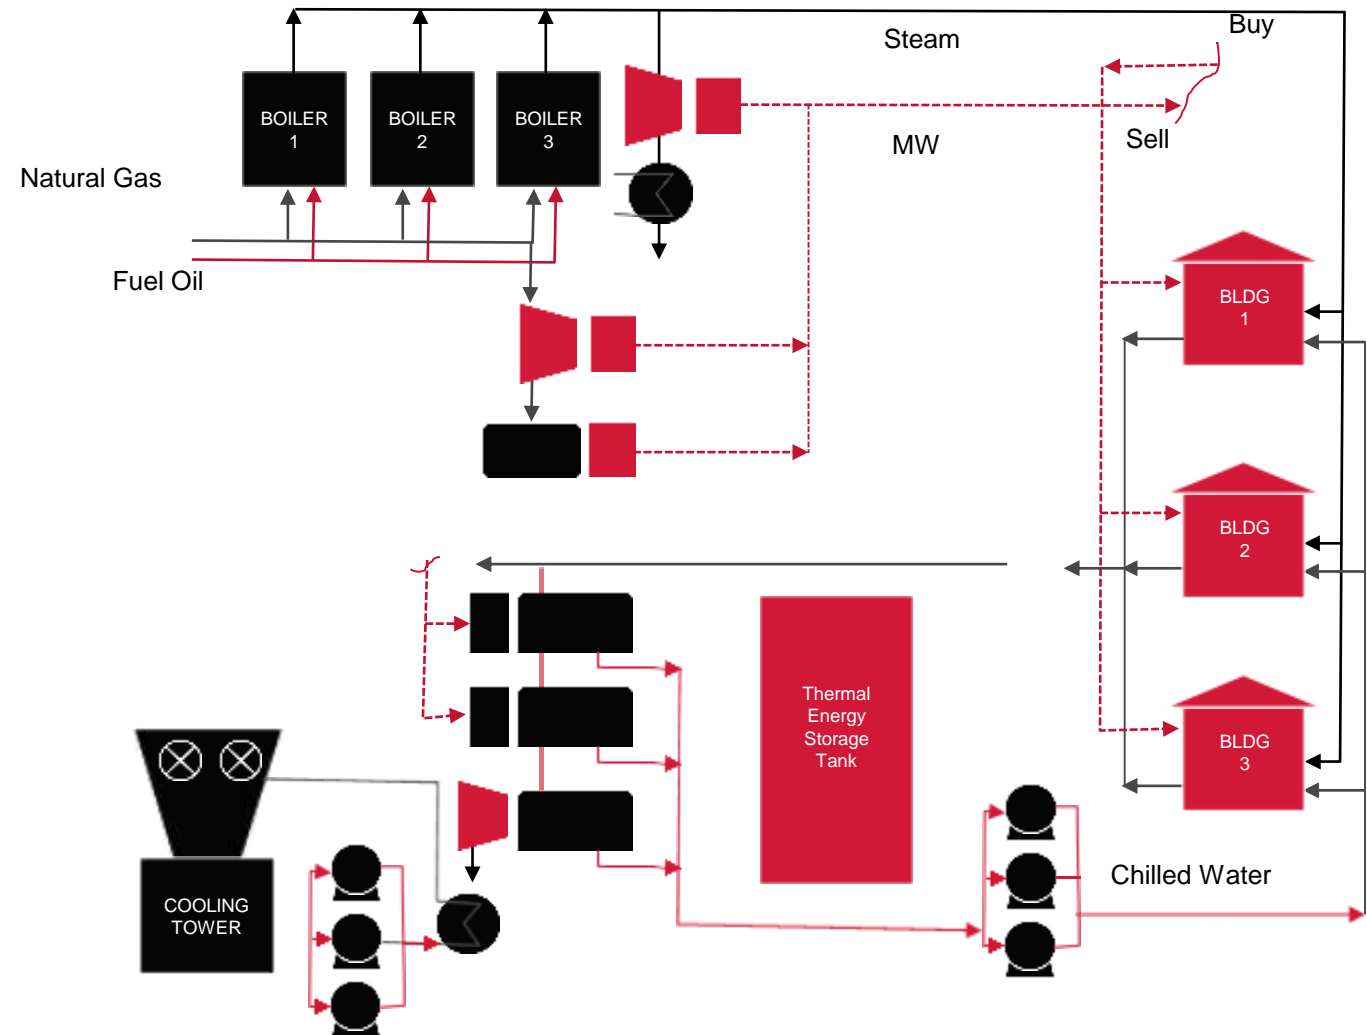 Buy
Steam
BOILER
1
BOILER
2
BOILER
3
MW
Sell
Natural Gas
Fuel Oil
BLDG
1
BLDG
2
BLDG
3
Thermal
Energy
Storage
Tank
Chilled Water
COOLING
TOWER